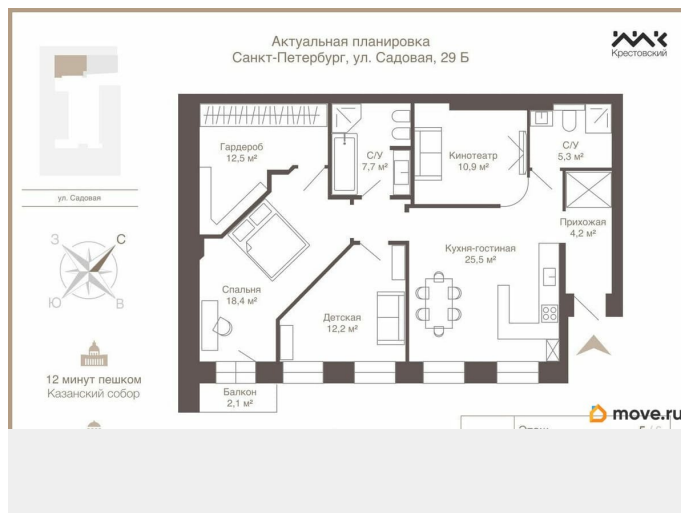 Актуальная планировка
Санкт-Петербург, ул. Садовая, 29 Б
Крестовский
ул. Садовая
З
С
Ю
В
12 минут пешком
Казанский собор
Гардероб
12,5 м²
С/У
7,7 м²
Кинотеатр
10,9 м²
С/У
5,3 м²
Прихожая
4,2 м²
Кухня-гостиная
25,5 м²
Спальня
18,4 м²
Детская
12,2 м²
Балкон
2,1 м²
move.ru